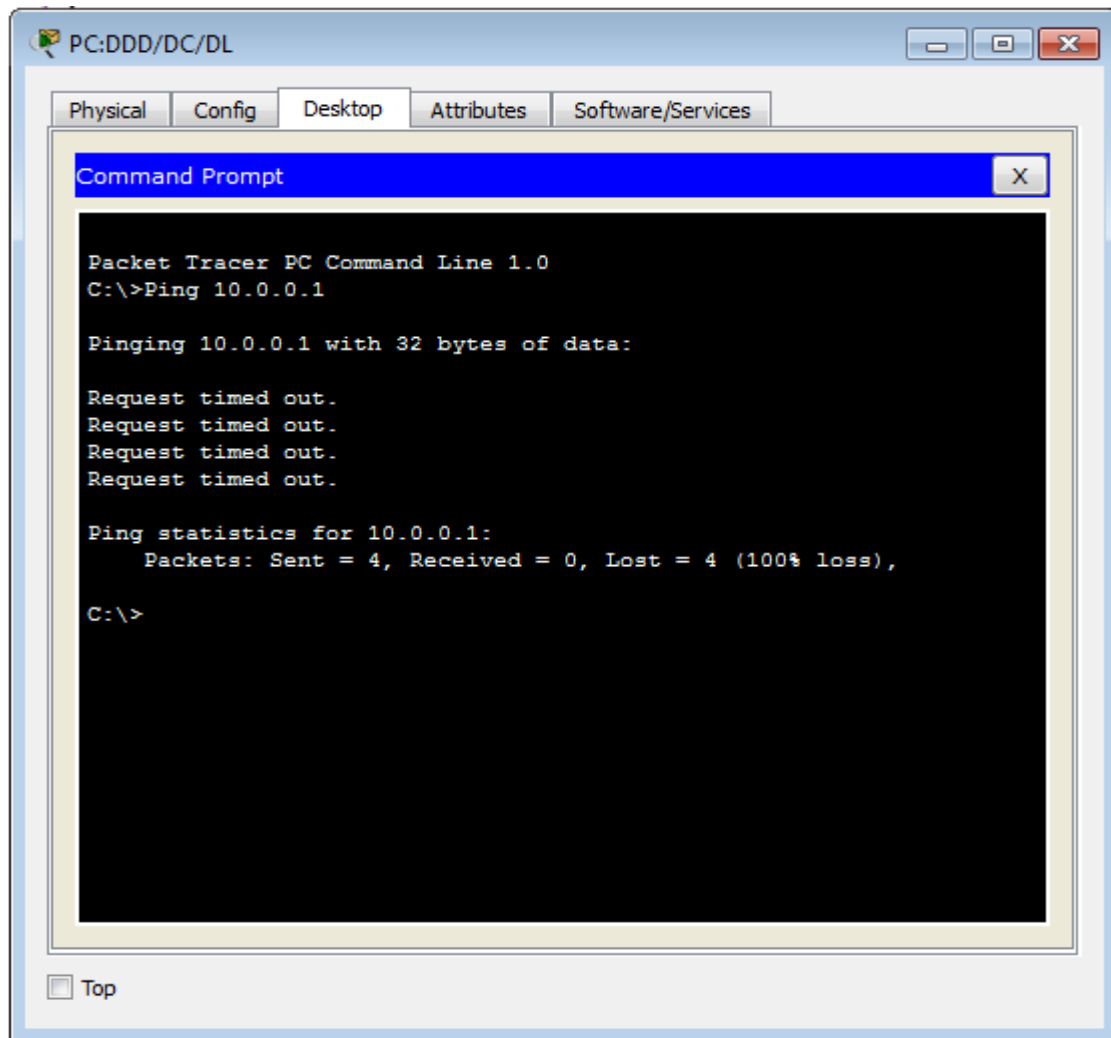 PC:DDD/DC/DL
Physical Config Desktop Attributes Software/Services
Command Prompt X
Packet Tracer PC Command Line 1.0
C:\>Ping 10.0.0.1
Pinging 10.0.0.1 with 32 bytes of data:
Request timed out.
Request timed out.
Request timed out.
Request timed out.
Ping statistics for 10.0.0.1:
Packets: Sent = 4, Received = 0, Lost = 4 (100% loss),
C:\>
Top